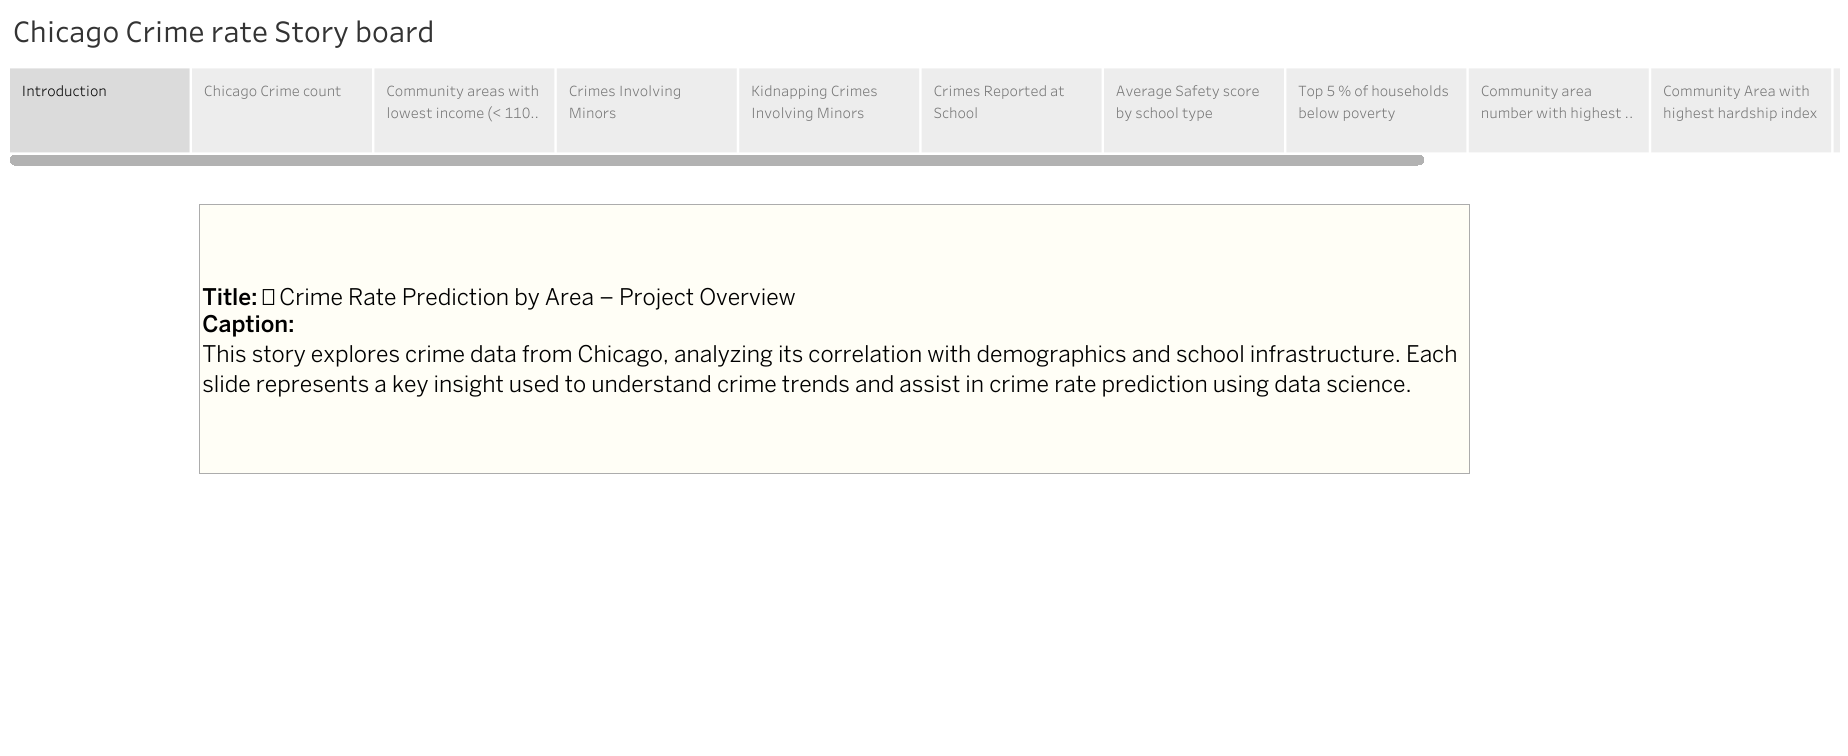 Chicago Crime rate Story board
Introduction
Chicago Crime count
Community areas with
lowest income (< 110..
Crimes Involving
Minors
Kidnapping Crimes
Involving Minors
Crimes Reported at
School
Average Safety score
by school type
Top 5 % of households
below poverty
Community area
number with highest ..
Community Area with
highest hardship index
Title: Crime Rate Prediction by Area – Project Overview
Caption:
This story explores crime data from Chicago, analyzing its correlation with demographics and school infrastructure. Each
slide represents a key insight used to understand crime trends and assist in crime rate prediction using data science.